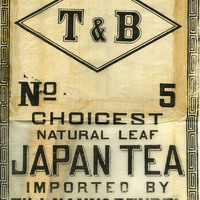 T & B
No 5
CHOICEST
NATURAL LEAF
JAPAN TEA
IMPORTED BY